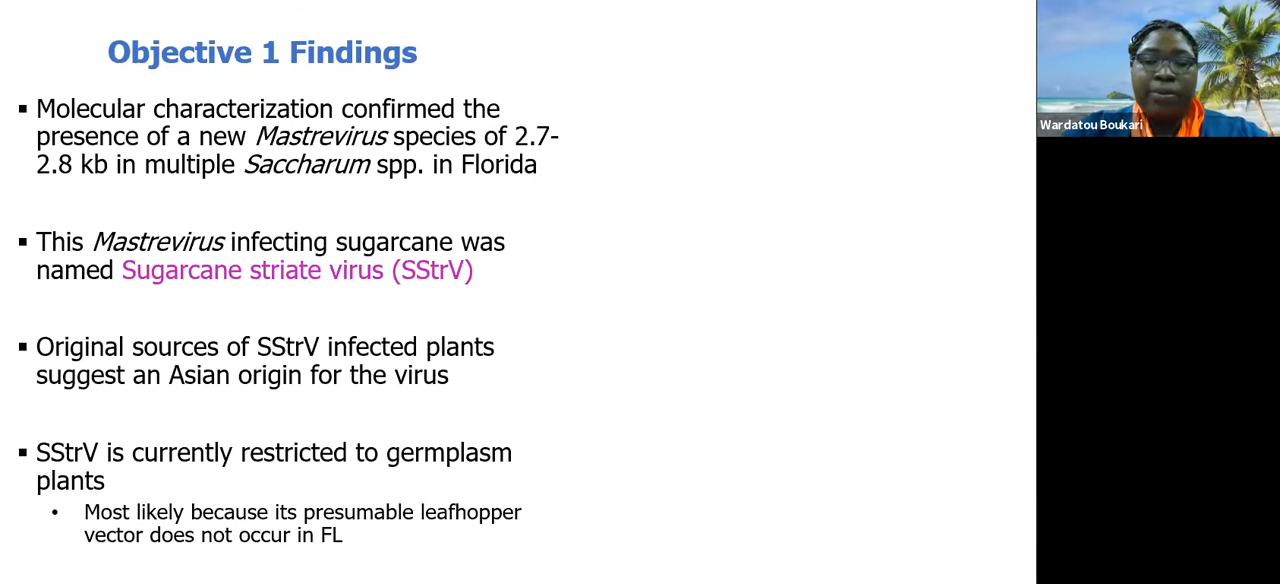 Objective 1 Findings
▪ Molecular characterization confirmed the
presence of a new Mastrevirus species of 2.7-
2.8 kb in multiple Saccharum spp. in Florida
▪ This Mastrevirus infecting sugarcane was
named Sugarcane striate virus (SStrV)
▪ Original sources of SStrV infected plants
suggest an Asian origin for the virus
▪ SStrV is currently restricted to germplasm
plants
• Most likely because its presumable leafhopper
vector does not occur in FL
Wardatou Boukari